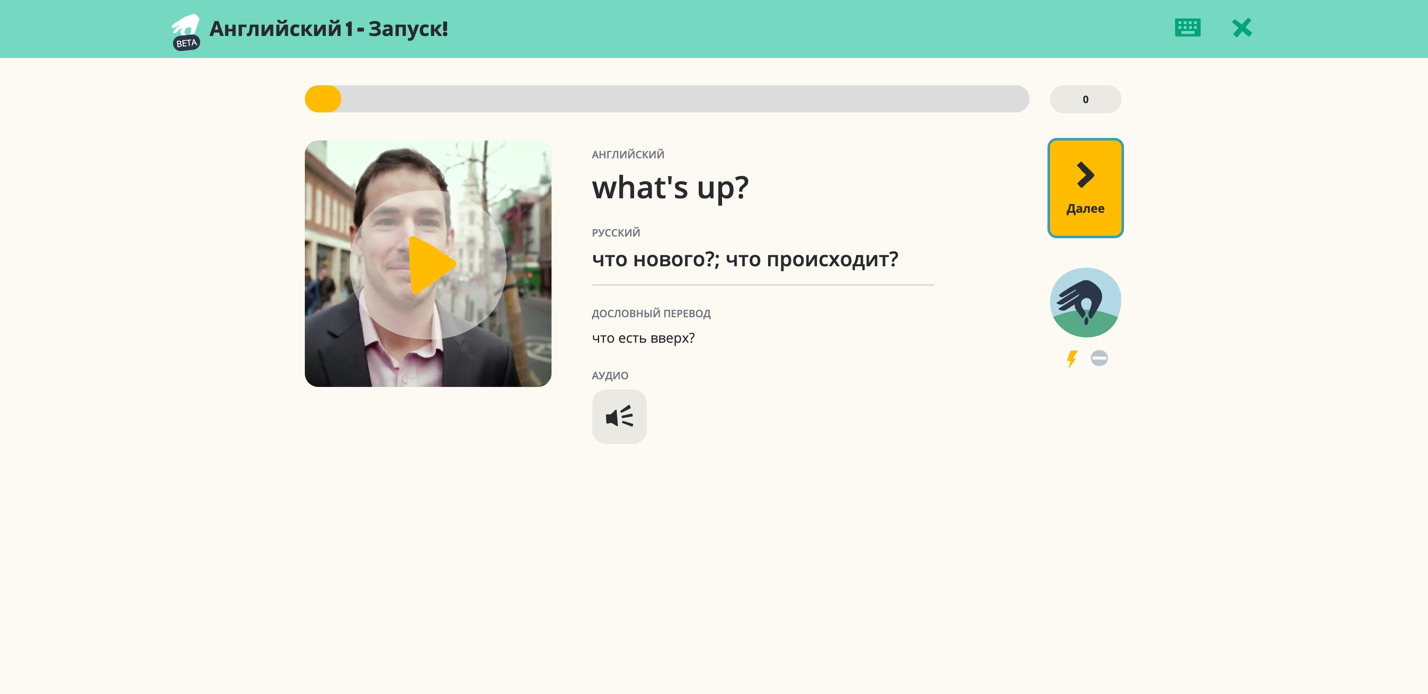 BETA
Английский 1 - Запуск!
0
АНГЛИЙСКИЙ
what's up?
РУССКИЙ
что нового?; что происходит?
ДОСЛОВНЫЙ ПЕРЕВОД
что есть вверх?
АУДИО
Далее